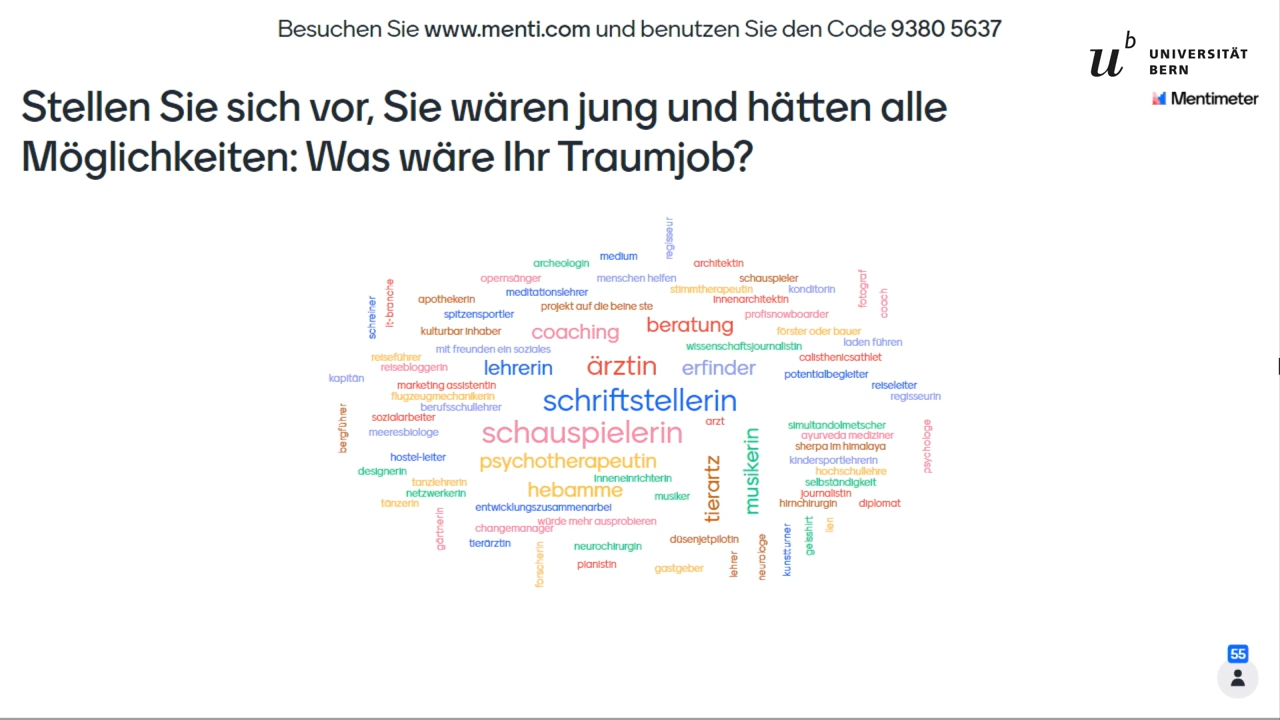 Besuchen Sie www.menti.com und benutzen Sie den Code 9380 5637
u^b UNIVERSITÄT
BERN
Mentimeter
Stellen Sie sich vor, Sie wären jung und hätten alle
Möglichkeiten: Was wäre Ihr Traumjob?
regisseur
medium
archeologin
architektin
opernsänger
menschen helfen
schauspieler
fotograf
coach
it-branche
schreiner
meditationslehrer
stimmtherapeutin
konditorin
apothekerin
projekt auf die beine ste
innenarchitektin
spitzensportler
profisnowboarder
kulturbar inhaber
coaching
beratung
förster oder bauer
mit freunden ein soziales
wissenschaftsjournalistin
laden führen
reiseführer
calisthenicsathlet
reisebloggerin
lehrerin
ärztin
erfinder
potentialbegleiter
kapitän
marketing assistentin
reiseleiter
flugzeugmechanikerin
schriftstellerin
regisseurin
berufsschullehrer
bergführer
sozialarbeiter
arzt
simultandolmetscher
meeresbiologe
schauspielerin
musikerin
ayurveda mediziner
psychologe
sherpa im himalaya
hostel-leiter
psychotherapeutin
tierartz
kindersportlehrerin
designerin
hochschullehre
tanzlehrerin
inneneinrichterin
selbständigkeit
netzwerkerin
hebamme
musiker
journalistin
tänzerin
entwicklungszusammenarbei
hirnchirurgin
diplomat
gärtnerin
würde mehr ausprobieren
changemanager
geisshirt
lien
tierärztin
neurochirurgin
düsenjetpilotin
kunstturner
forscherin
pianistin
gastgeber
lehrer
neurologe
55